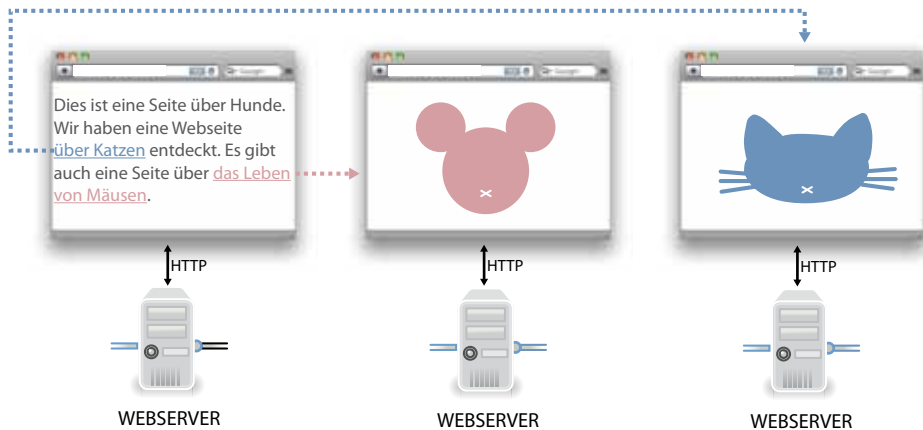 Dies ist eine Seite über Hunde.
Wir haben eine Webseite
über Katzen entdeckt. Es gibt
auch eine Seite über das Leben
von Mäusen.
HTTP
HTTP
HTTP
WEBSERVER
WEBSERVER
WEBSERVER